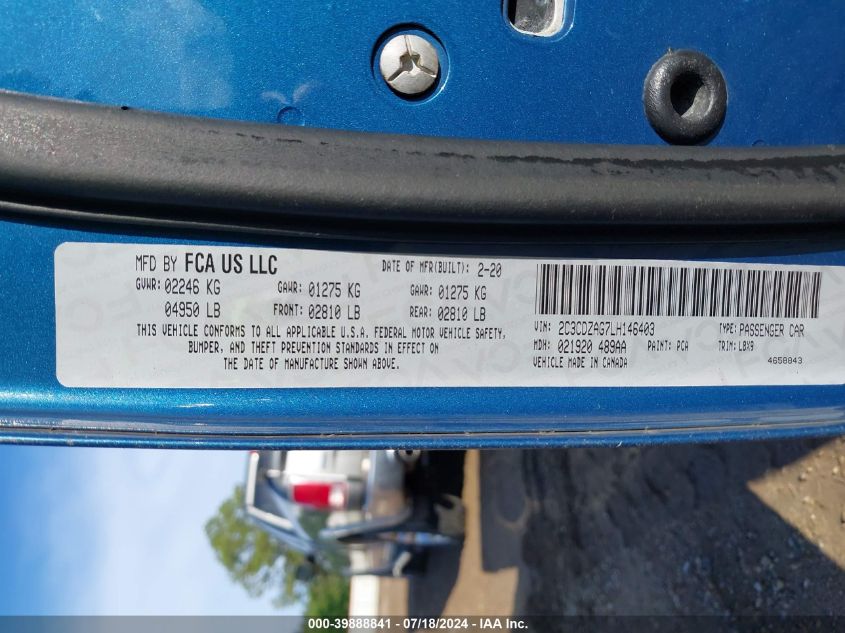 MFD BY FCA US LLC DATE OF MFR(BUILT): 2-20
GVWR: 02246 KG GAWR: 01275 KG GAWR: 01275 KG
04950 LB FRONT: 02810 LB REAR: 02810 LB
THIS VEHICLE CONFORMS TO ALL APPLICABLE U.S.A. FEDERAL MOTOR VEHICLE SAFETY,
BUMPER, AND THEFT PREVENTION STANDARDS IN EFFECT ON
THE DATE OF MANUFACTURE SHOWN ABOVE.
VIN: 2C3CDZAG7LH146403 TYPE: PASSENGER CAR
MDH: 021920 489AA PAINT: PCA TRIM: LBX9
VEHICLE MADE IN CANADA 4658843
000-39888841 - 07/18/2024 - IAA Inc.